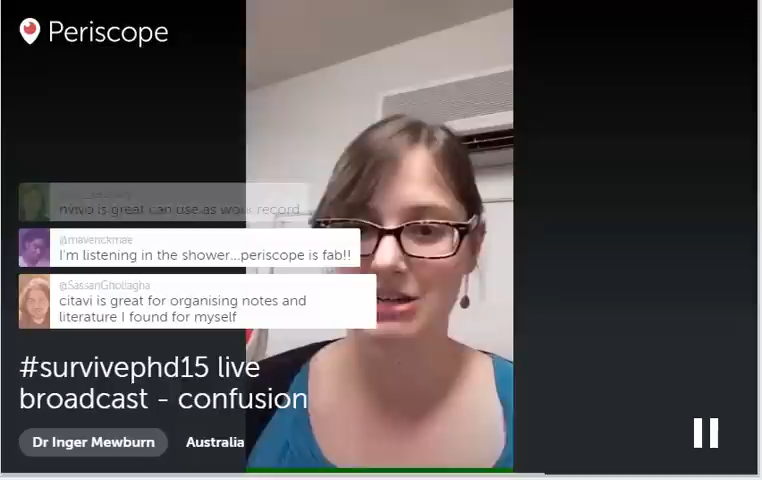 Periscope
nvivo is great can use as work record
@maverickmae
I'm listening in the shower...periscope is fab!!
@SassanGholiagha
citavi is great for organising notes and
literature I found for myself
#survivephd15 live
broadcast - confusion
Dr Inger Mewburn
Australia